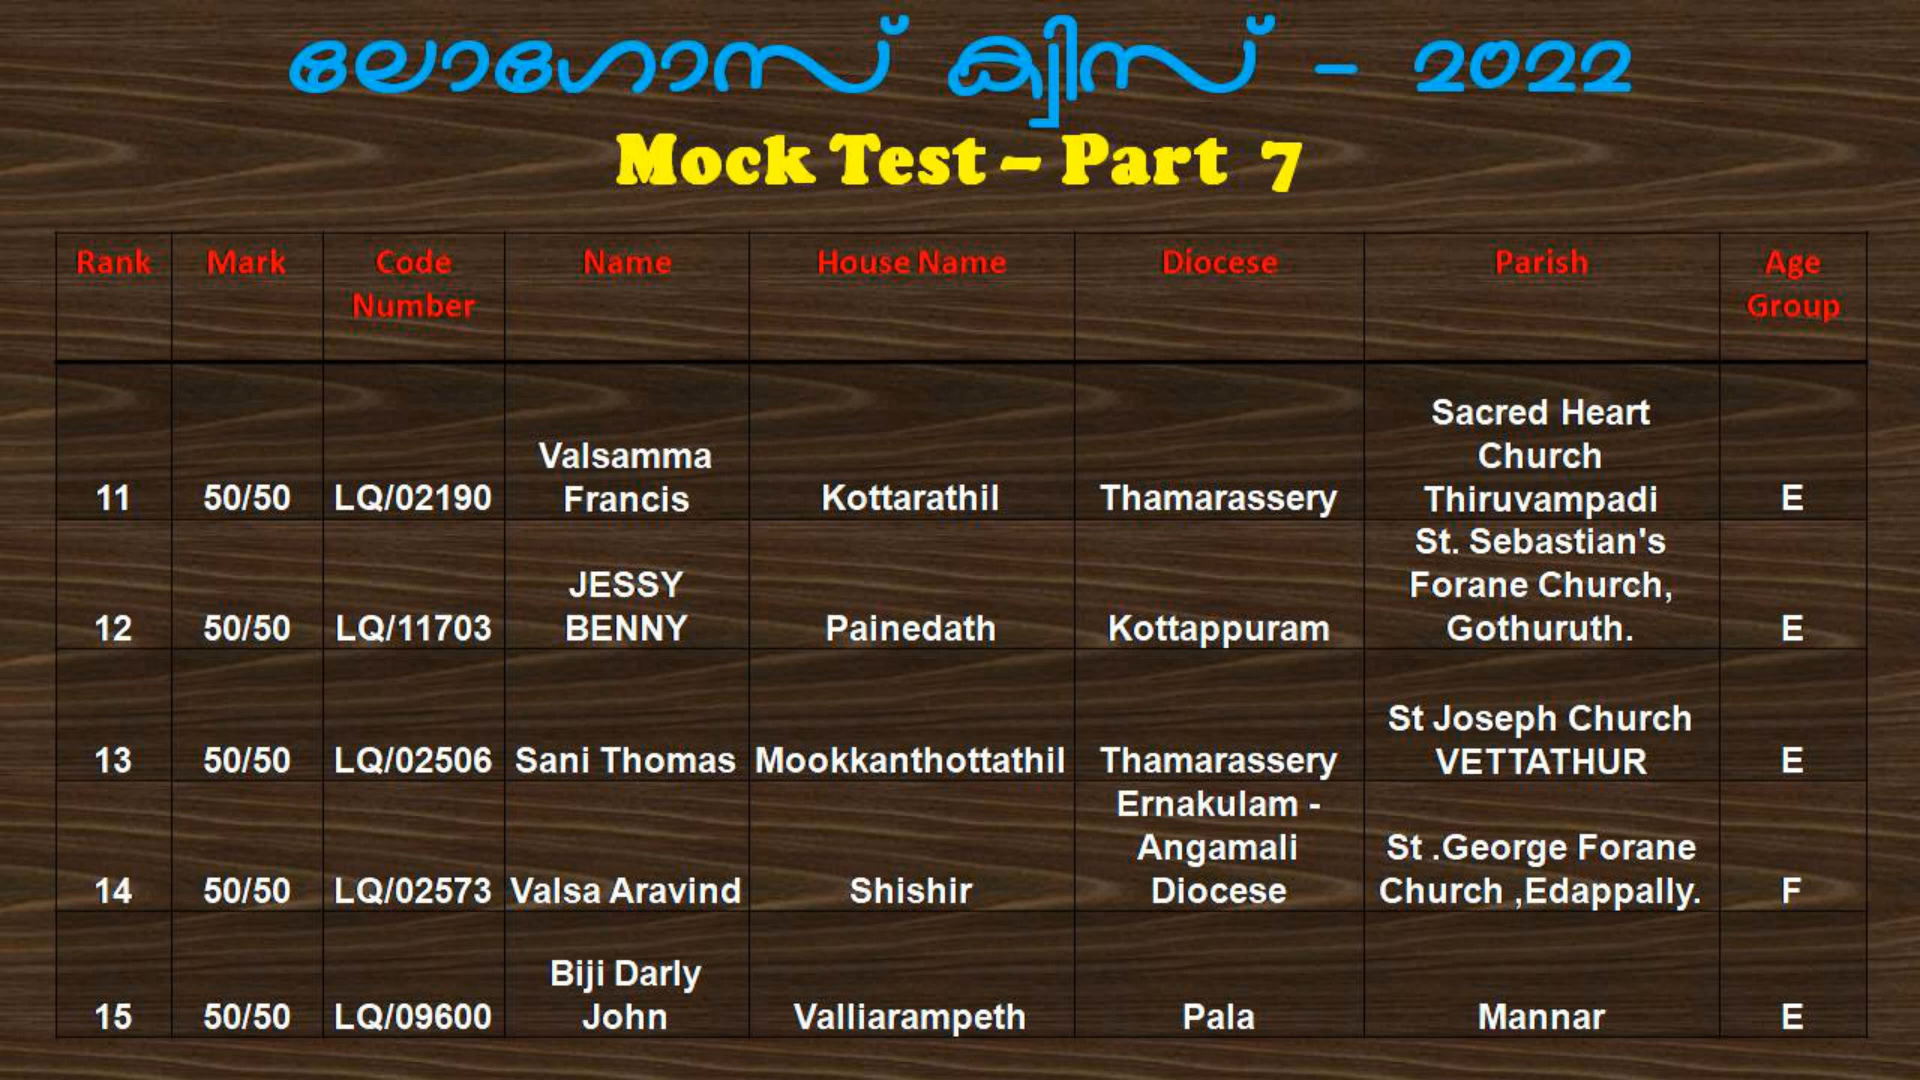 ലോഗോസ് ക്വിസ് - 2022
Mock Test – Part 7
Rank Mark Code Number Name House Name Diocese Parish Age Group
11 50/50 LQ/02190 Valsamma Francis Kottarathil Thamarassery Sacred Heart Church Thiruvampadi E
12 50/50 LQ/11703 JESSY BENNY Painedath Kottappuram St. Sebastian's Forane Church, Gothuruth. E
13 50/50 LQ/02506 Sani Thomas Mookkanthottathil Thamarassery St Joseph Church VETTATHUR E
14 50/50 LQ/02573 Valsa Aravind Shishir Ernakulam - Angamali Diocese St .George Forane Church ,Edappally. F
15 50/50 LQ/09600 Biji Darly John Valliarampeth Pala Mannar E